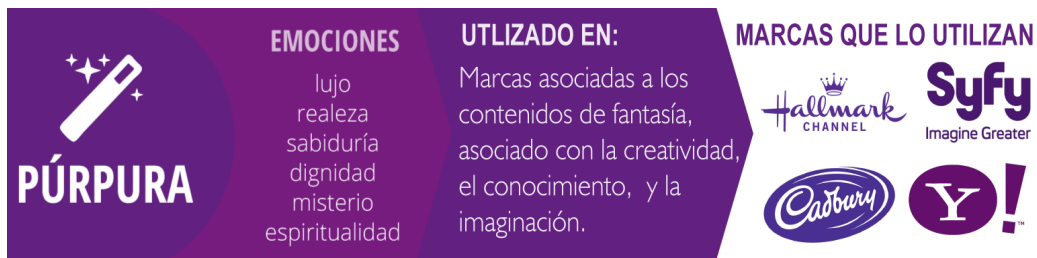 PÚRPURA
EMOCIONES
lujo
realeza
sabiduría
dignidad
misterio
espiritualidad
UTLIZADO EN:
Marcas asociadas a los
contenidos de fantasía,
asociado con la creatividad,
el conocimiento, y la
imaginación.
MARCAS QUE LO UTILIZAN
Hallmark
CHANNEL
Syfy
Imagine Greater
Cadbury
Y!
™